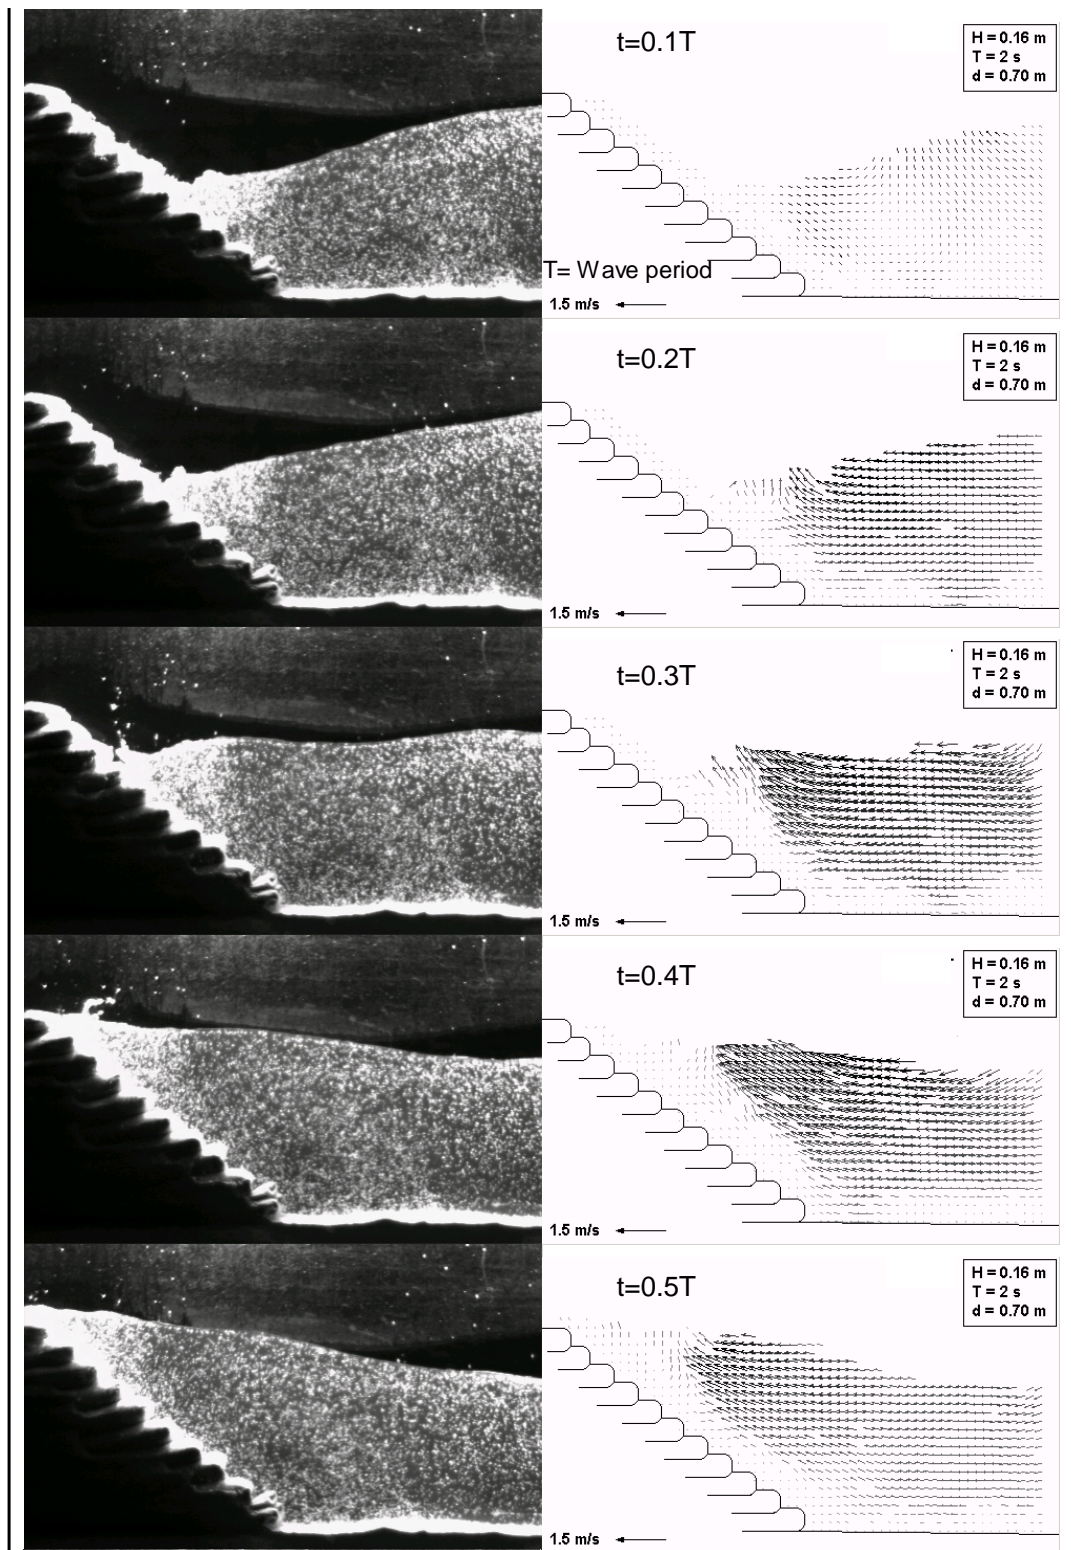 t=0.1T
H = 0.16 m
T = 2 s
d = 0.70 m
T= Wave period
1.5 m/s
t=0.2T
H = 0.16 m
T = 2 s
d = 0.70 m
1.5 m/s
t=0.3T
H = 0.16 m
T = 2 s
d = 0.70 m
1.5 m/s
t=0.4T
H = 0.16 m
T = 2 s
d = 0.70 m
1.5 m/s
t=0.5T
H = 0.16 m
T = 2 s
d = 0.70 m
1.5 m/s